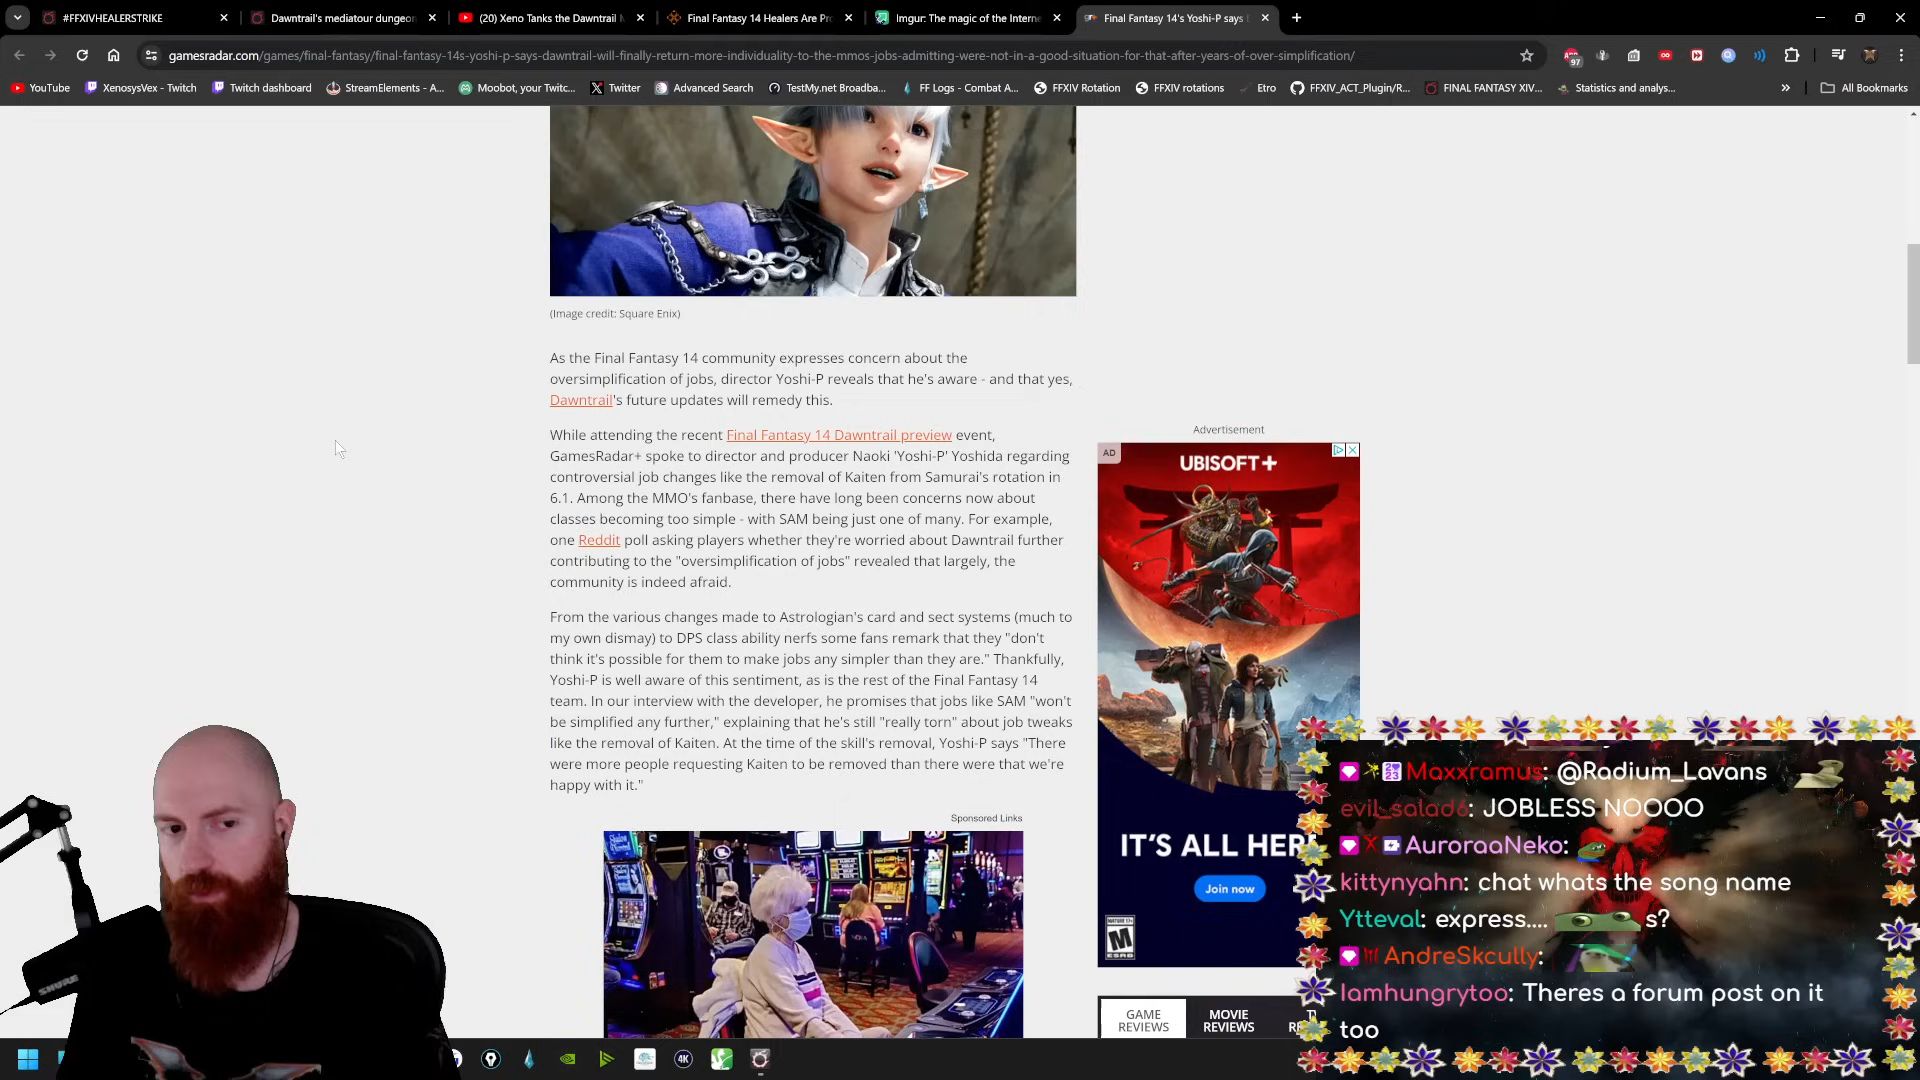 #FFXIVHEALERSTRIKE
Dawntrail's mediatour dungeon
(20) Xeno Tanks the Dawntrail M
Final Fantasy 14 Healers Are Pro
Imgur: The magic of the Interne
Final Fantasy 14's Yoshi-P says
gamesradar.com/games/final-fantasy/final-fantasy-14s-yoshi-p-says-dawntrail-will-finally-return-more-individuality-to-the-mmos-jobs-admitting-were-not-in-a-good-situation-for-that-after-years-of-over-simplification/
97
YouTube
XenosysVex - Twitch
Twitch dashboard
StreamElements - A...
Moobot, your Twitc...
Twitter
Advanced Search
TestMy.net Broadba...
FF Logs - Combat A...
FFXIV Rotation
FFXIV rotations
Etro
FFXIV_ACT_Plugin/R...
FINAL FANTASY XIV...
Statistics and analys...
»
All Bookmarks
(Image credit: Square Enix)
As the Final Fantasy 14 community expresses concern about the
oversimplification of jobs, director Yoshi-P reveals that he's aware - and that yes,
Dawntrail's future updates will remedy this.
While attending the recent Final Fantasy 14 Dawntrail preview event,
GamesRadar+ spoke to director and producer Naoki 'Yoshi-P' Yoshida regarding
controversial job changes like the removal of Kaiten from Samurai's rotation in
6.1. Among the MMO's fanbase, there have long been concerns now about
classes becoming too simple - with SAM being just one of many. For example,
one Reddit poll asking players whether they're worried about Dawntrail further
contributing to the "oversimplification of jobs" revealed that largely, the
community is indeed afraid.
From the various changes made to Astrologian's card and sect systems (much to
my own dismay) to DPS class ability nerfs some fans remark that they "don't
think it's possible for them to make jobs any simpler than they are." Thankfully,
Yoshi-P is well aware of this sentiment, as is the rest of the Final Fantasy 14
team. In our interview with the developer, he promises that jobs like SAM "won't
be simplified any further," explaining that he's still "really torn" about job tweaks
like the removal of Kaiten. At the time of the skill's removal, Yoshi-P says "There
were more people requesting Kaiten to be removed than there were that we're
happy with it."
Sponsored Links
Advertisement
AD
UBISOFT+
IT'S ALL HER
Join now
MATURE 17+
M
ESRB
GAME
REVIEWS
MOVIE
REVIEWS
SHURE
4K
Maxxramus: @Radium_Lavans
evil_salad6: JOBLESS NOOOO
AuroraaNeko:
kittynyahn: chat whats the song name
Ytteval: express.... s?
AndreSkcully:
Iamhungrytoo: Theres a forum post on it
too